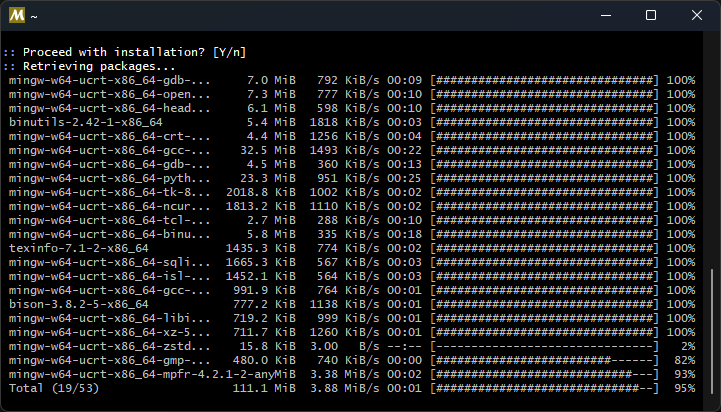 M ~
:: Proceed with installation? [Y/n]
:: Retrieving packages...
mingw-w64-ucrt-x86_64-gdb-... 7.0 MiB 792 KiB/s 00:09 [###############################] 100%
mingw-w64-ucrt-x86_64-open... 7.3 MiB 777 KiB/s 00:10 [###############################] 100%
mingw-w64-ucrt-x86_64-head... 6.1 MiB 598 KiB/s 00:10 [###############################] 100%
binutils-2.42-1-x86_64 5.4 MiB 1818 KiB/s 00:03 [###############################] 100%
mingw-w64-ucrt-x86_64-crt-... 4.4 MiB 1256 KiB/s 00:04 [###############################] 100%
mingw-w64-ucrt-x86_64-gcc-... 32.5 MiB 1493 KiB/s 00:22 [###############################] 100%
mingw-w64-ucrt-x86_64-gdb-... 4.5 MiB 360 KiB/s 00:13 [###############################] 100%
mingw-w64-ucrt-x86_64-pyth... 23.3 MiB 951 KiB/s 00:25 [###############################] 100%
mingw-w64-ucrt-x86_64-tk-8... 2018.8 KiB 1002 KiB/s 00:02 [###############################] 100%
mingw-w64-ucrt-x86_64-ncur... 1813.2 KiB 1110 KiB/s 00:02 [###############################] 100%
mingw-w64-ucrt-x86_64-tcl-... 2.7 MiB 288 KiB/s 00:10 [###############################] 100%
mingw-w64-ucrt-x86_64-binu... 5.8 MiB 335 KiB/s 00:18 [###############################] 100%
texinfo-7.1-2-x86_64 1435.3 KiB 774 KiB/s 00:02 [###############################] 100%
mingw-w64-ucrt-x86_64-sqli... 1665.3 KiB 567 KiB/s 00:03 [###############################] 100%
mingw-w64-ucrt-x86_64-isl-... 1452.1 KiB 564 KiB/s 00:03 [###############################] 100%
mingw-w64-ucrt-x86_64-gcc-... 991.9 KiB 764 KiB/s 00:01 [###############################] 100%
bison-3.8.2-5-x86_64 777.2 KiB 1138 KiB/s 00:01 [###############################] 100%
mingw-w64-ucrt-x86_64-libi... 719.2 KiB 999 KiB/s 00:01 [###############################] 100%
mingw-w64-ucrt-x86_64-xz-5... 711.7 KiB 1260 KiB/s 00:01 [###############################] 100%
mingw-w64-ucrt-x86_64-zstd... 15.8 KiB 3.00 B/s --:-- [-------------------------------] 2%
mingw-w64-ucrt-x86_64-gmp-... 480.0 KiB 740 KiB/s 00:00 [#########################------] 82%
mingw-w64-ucrt-x86_64-mpfr-4.2.1-2-anyMiB 3.38 MiB/s 00:02 [############################---] 93%
Total (19/53) 111.1 MiB 3.88 MiB/s 00:01 [#############################--] 95%